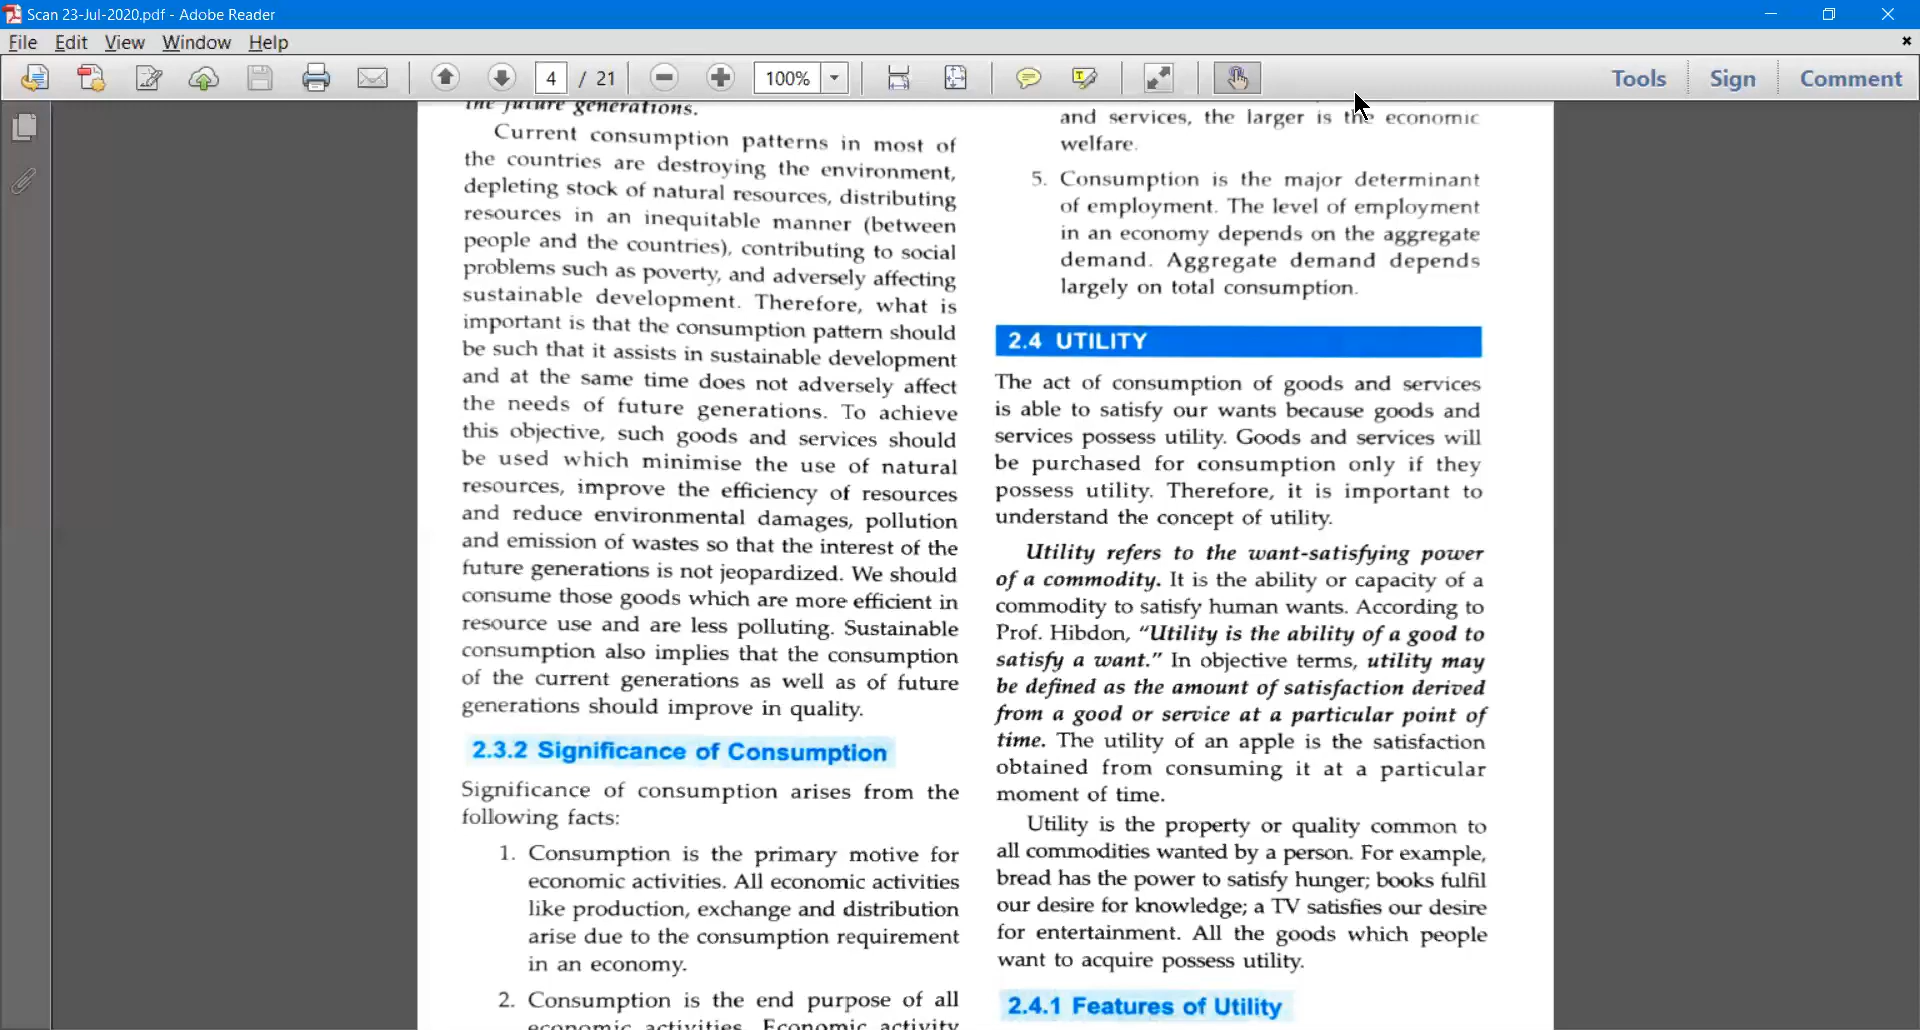 Scan 23-Jul-2020.pdf - Adobe Reader
File Edit View Window Help
4 / 21 100% Tools Sign Comment
the future generations.
Current consumption patterns in most of
the countries are destroying the environment,
depleting stock of natural resources, distributing
resources in an inequitable manner (between
people and the countries), contributing to social
problems such as poverty, and adversely affecting
sustainable development. Therefore, what is
important is that the consumption pattern should
be such that it assists in sustainable development
and at the same time does not adversely affect
the needs of future generations. To achieve
this objective, such goods and services should
be used which minimise the use of natural
resources, improve the efficiency of resources
and reduce environmental damages, pollution
and emission of wastes so that the interest of the
future generations is not jeopardized. We should
consume those goods which are more efficient in
resource use and are less polluting. Sustainable
consumption also implies that the consumption
of the current generations as well as of future
generations should improve in quality.
2.3.2 Significance of Consumption
Significance of consumption arises from the
following facts:
1. Consumption is the primary motive for
economic activities. All economic activities
like production, exchange and distribution
arise due to the consumption requirement
in an economy.
2. Consumption is the end purpose of all
economic activities. Economic activity
and services, the larger is the economic
welfare.
5. Consumption is the major determinant
of employment. The level of employment
in an economy depends on the aggregate
demand. Aggregate demand depends
largely on total consumption.
2.4 UTILITY
The act of consumption of goods and services
is able to satisfy our wants because goods and
services possess utility. Goods and services will
be purchased for consumption only if they
possess utility. Therefore, it is important to
understand the concept of utility.
Utility refers to the want-satisfying power
of a commodity. It is the ability or capacity of a
commodity to satisfy human wants. According to
Prof. Hibdon, “Utility is the ability of a good to
satisfy a want.” In objective terms, utility may
be defined as the amount of satisfaction derived
from a good or service at a particular point of
time. The utility of an apple is the satisfaction
obtained from consuming it at a particular
moment of time.
Utility is the property or quality common to
all commodities wanted by a person. For example,
bread has the power to satisfy hunger; books fulfil
our desire for knowledge; a TV satisfies our desire
for entertainment. All the goods which people
want to acquire possess utility.
2.4.1 Features of Utility